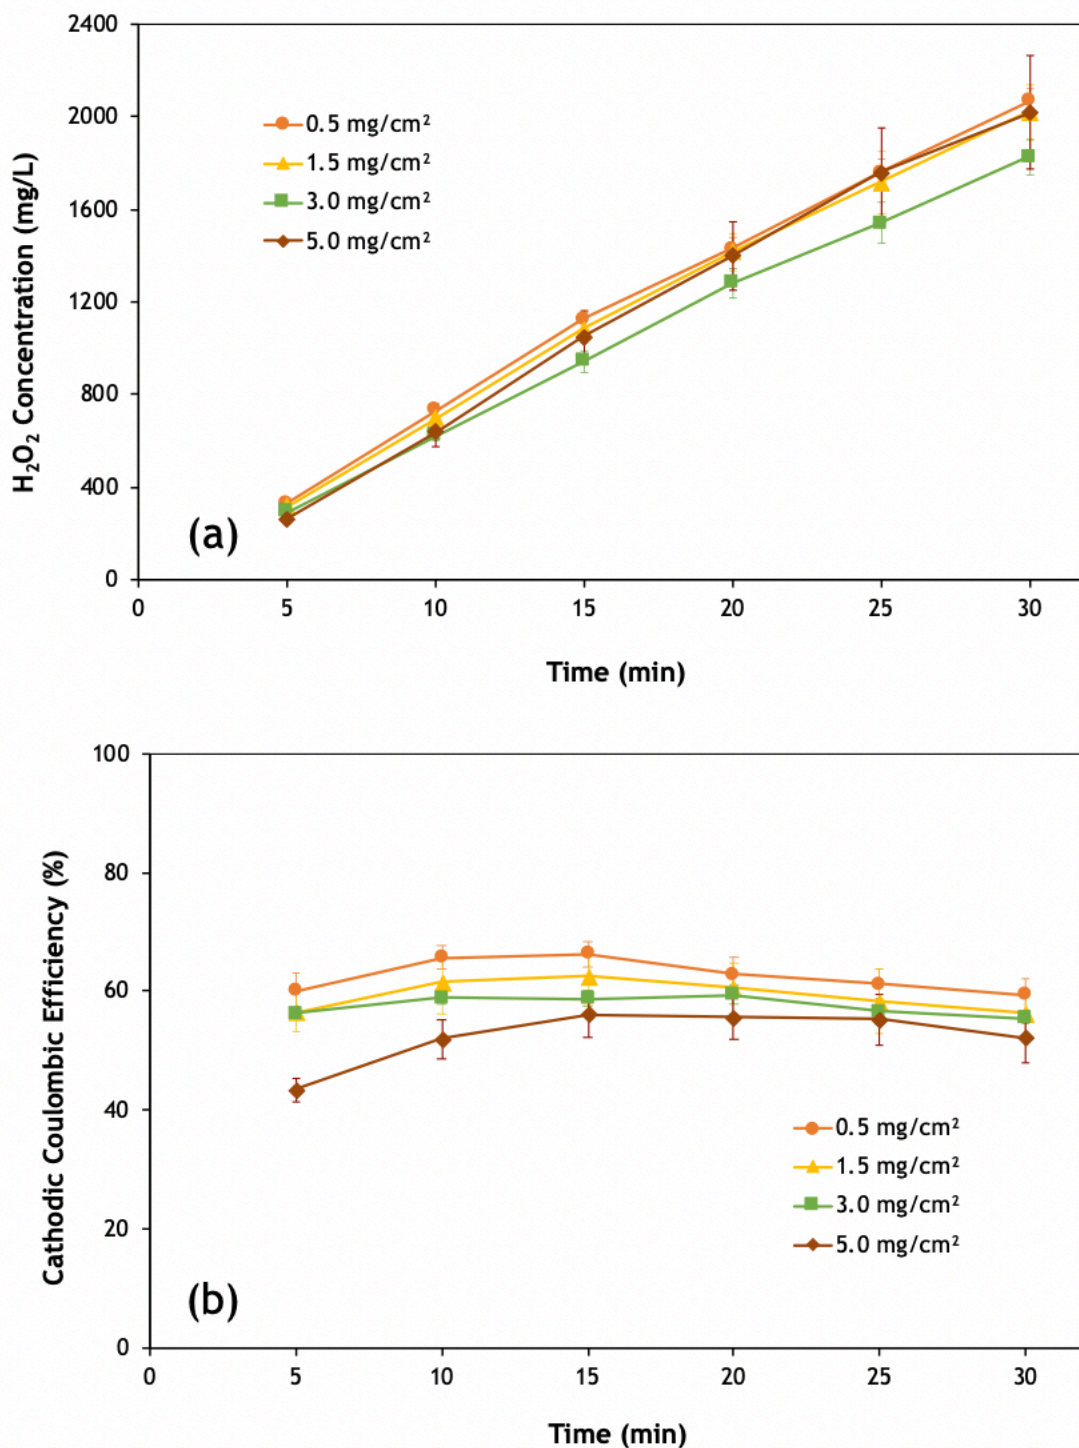 2400
2000
1600
1200
800
400
0
H₂O₂ Concentration (mg/L)
0.5 mg/cm²
1.5 mg/cm²
3.0 mg/cm²
5.0 mg/cm²
(a)
0 5 10 15 20 25 30
Time (min)
100
80
60
40
20
0
Cathodic Coulombic Efficiency (%)
0.5 mg/cm²
1.5 mg/cm²
3.0 mg/cm²
5.0 mg/cm²
(b)
0 5 10 15 20 25 30
Time (min)